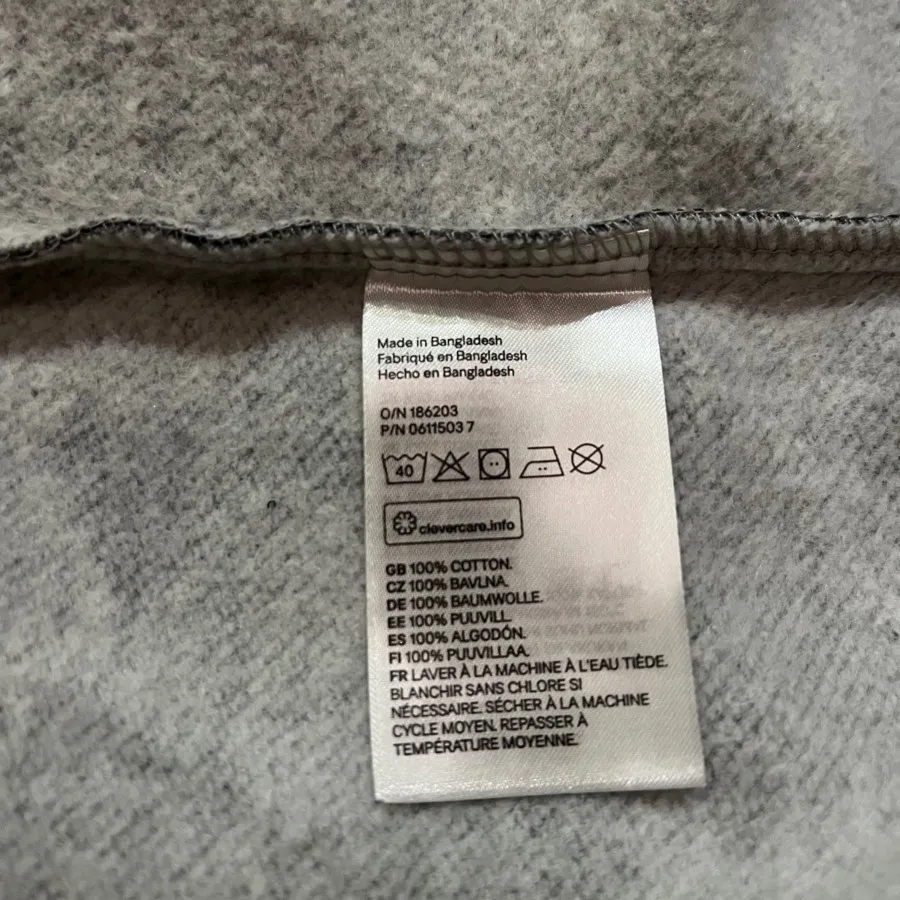 Made in Bangladesh
Fabriqué en Bangladesh
Hecho en Bangladesh
O/N 186203
P/N 0611503 7
40
clevercare.info
GB 100% COTTON.
CZ 100% BAVLNA.
DE 100% BAUMWOLLE.
EE 100% PUUVILL.
ES 100% ALGODÓN.
FI 100% PUUVILLAA.
FR LAVER À LA MACHINE À L'EAU TIÈDE.
BLANCHIR SANS CHLORE SI
NÉCESSAIRE. SÉCHER À LA MACHINE
CYCLE MOYEN. REPASSER À
TEMPÉRATURE MOYENNE.